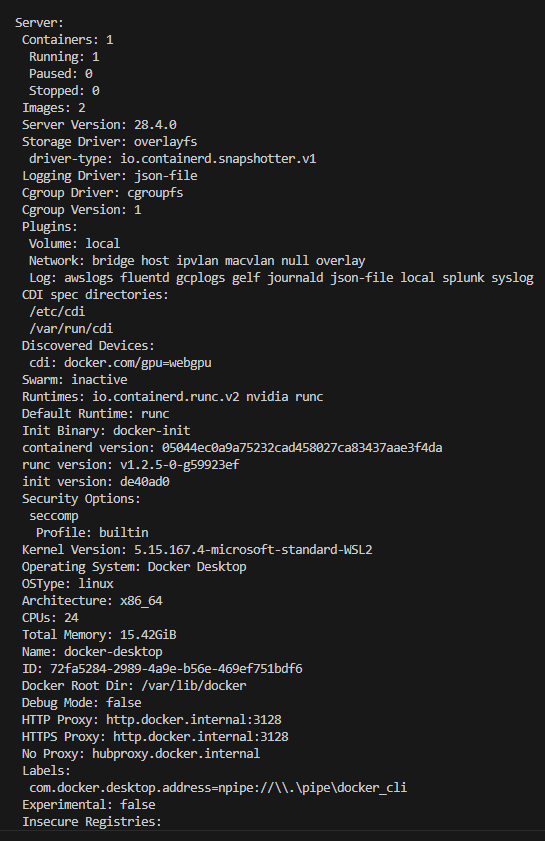 Server:
 Containers: 1
  Running: 1
  Paused: 0
  Stopped: 0
 Images: 2
 Server Version: 28.4.0
 Storage Driver: overlayfs
  driver-type: io.containerd.snapshotter.v1
 Logging Driver: json-file
 Cgroup Driver: cgroupfs
 Cgroup Version: 1
 Plugins:
  Volume: local
  Network: bridge host ipvlan macvlan null overlay
  Log: awslogs fluentd gcplogs gelf journald json-file local splunk syslog
 CDI spec directories:
  /etc/cdi
  /var/run/cdi
 Discovered Devices:
  cdi: docker.com/gpu=webgpu
 Swarm: inactive
 Runtimes: io.containerd.runc.v2 nvidia runc
 Default Runtime: runc
 Init Binary: docker-init
 containerd version: 05044ec0a9a75232cad458027ca83437aae3f4da
 runc version: v1.2.5-0-g59923ef
 init version: de40ad0
 Security Options:
  seccomp
   Profile: builtin
 Kernel Version: 5.15.167.4-microsoft-standard-WSL2
 Operating System: Docker Desktop
 OSType: linux
 Architecture: x86_64
 CPUs: 24
 Total Memory: 15.42GiB
 Name: docker-desktop
 ID: 72fa5284-2989-4a9e-b56e-469ef751bdf6
 Docker Root Dir: /var/lib/docker
 Debug Mode: false
 HTTP Proxy: http.docker.internal:3128
 HTTPS Proxy: http.docker.internal:3128
 No Proxy: hubproxy.docker.internal
 Labels:
  com.docker.desktop.address=npipe://\\.\pipe\docker_cli
 Experimental: false
 Insecure Registries: